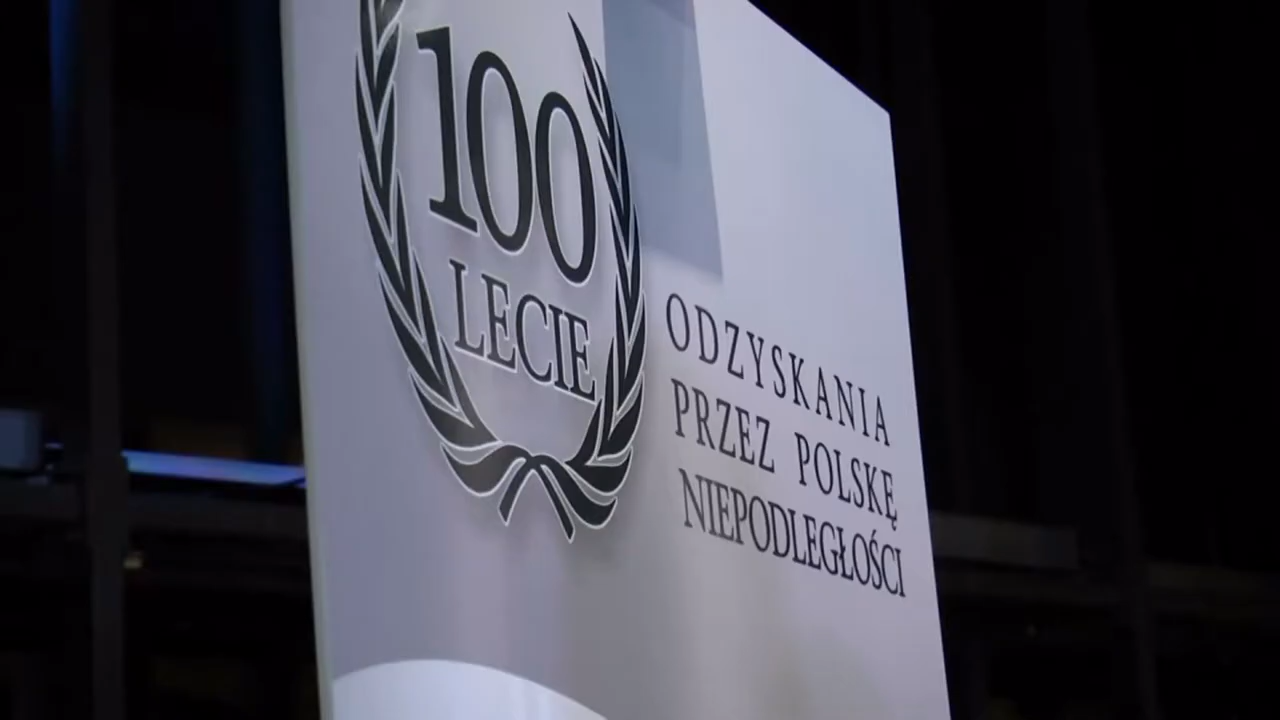 100
LECIE
ODZYSKANIA
PRZEZ POLSKĘ
NIEPODLEGŁOŚCI